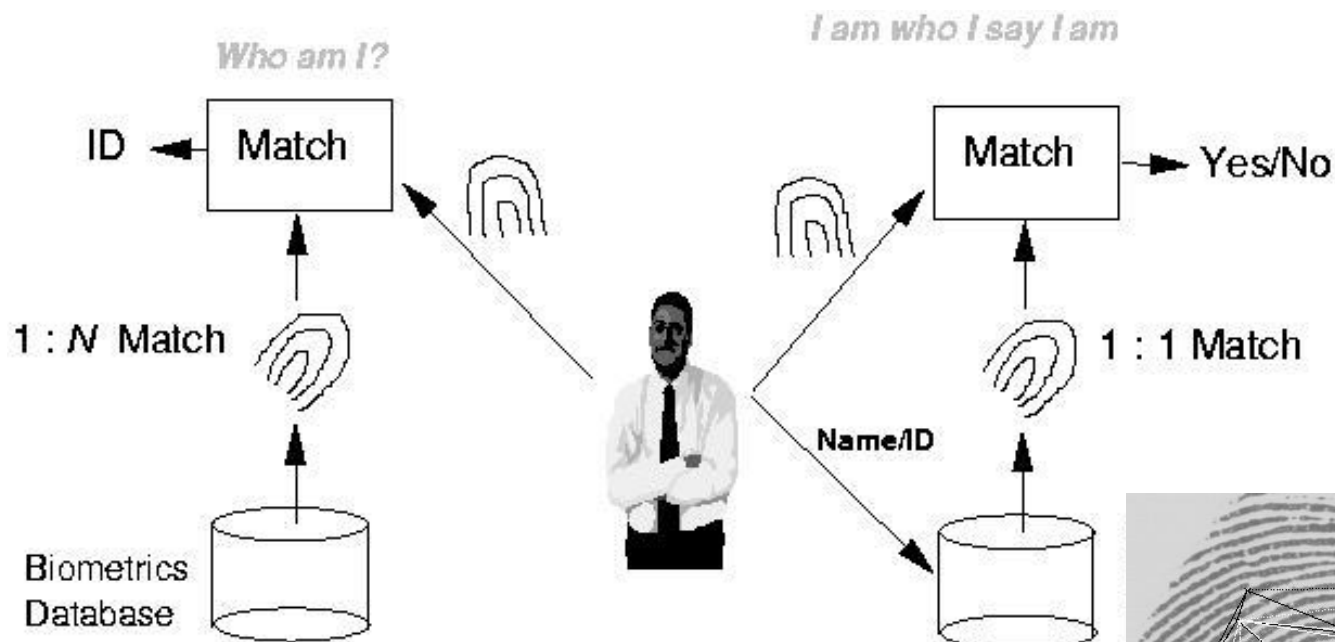 Who am I?
I am who I say I am
ID
Match
Match
Yes/No
1 : N Match
1 : 1 Match
Name/ID
Biometrics
Database